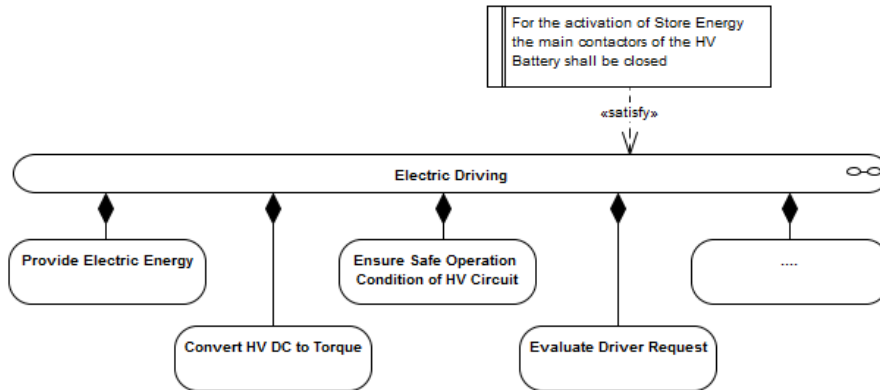 For the activation of Store Energy
the main contactors of the HV
Battery shall be closed
«satisfy»
Electric Driving
Provide Electric Energy
Ensure Safe Operation
Condition of HV Circuit
....
Convert HV DC to Torque
Evaluate Driver Request